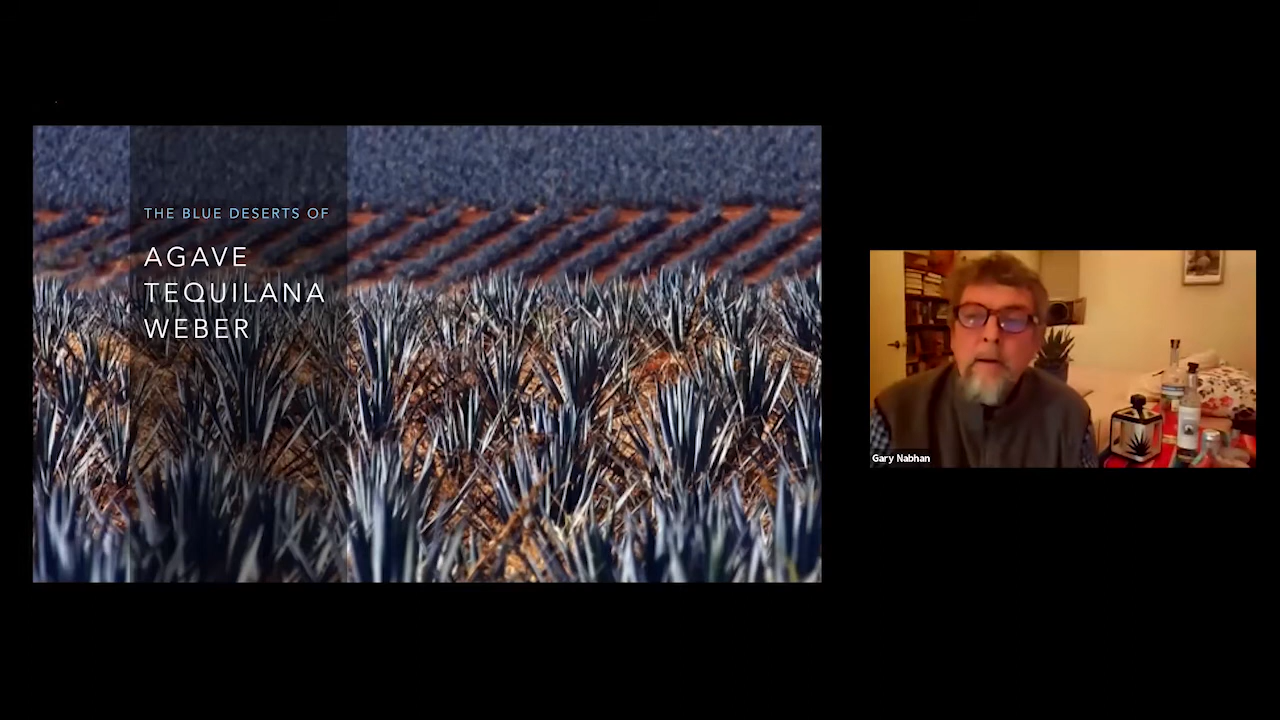 THE BLUE DESERTS OF
AGAVE
TEQUILANA
WEBER
Gary Nabhan